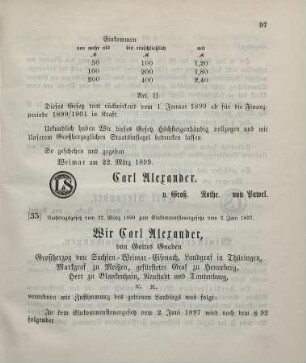 97
Einkommen
von mehr als bis einschließlich mit
50 100 1,20
100 200 1,80
200 400 2,40
Art. II
Dieses Gesetz tritt rückwirkend vom 1. Januar 1899 ab für die Finanz-
periode 1899/1901 in Kraft.
Urkundlich haben Wir dieses Gesetz Höchsteigenhändig vollzogen und mit
Unserem Großherzoglichen Staatsinsiegel bedrucken lassen.
So geschehen und gegeben
Weimar am 22. März 1899.
Carl Alexander.
v. Groß. Rothe. von Pawel.
[35] Nachtragsgesetz vom 22. März 1899 zum Einkommensteuergesetz vom 2. Juni 1897.
Wir Carl Alexander,
von Gottes Gnaden
Großherzog von Sachsen-Weimar-Eisenach, Landgraf in Thüringen,
Markgraf zu Meißen, gefürsteter Graf zu Henneberg,
Herr zu Blankenhain, Neustadt und Tautenburg,
ꝛc. ꝛc.
verordnen mit Zustimmung des getreuen Landtags was folgt:
Zu dem Einkommensteuergesetz vom 2. Juni 1897 wird nach § 92
folgender